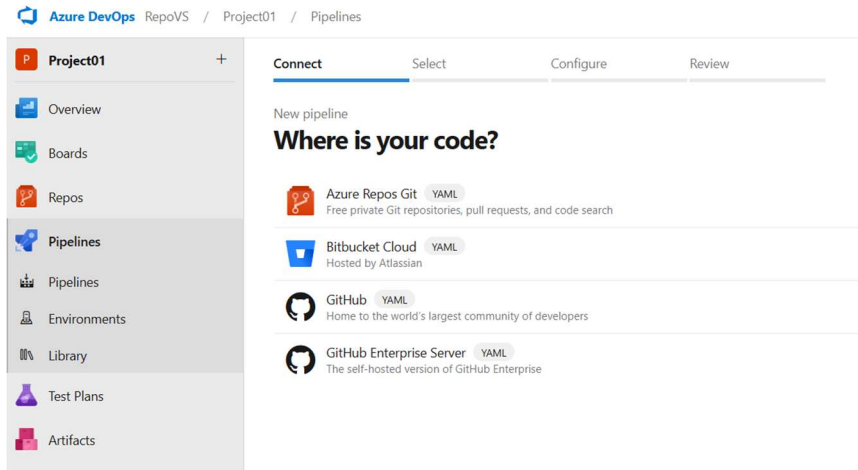 Azure DevOps RepoVS / Project01 / Pipelines
P Project01 +
Overview
Boards
Repos
Pipelines
Pipelines
Environments
Library
Test Plans
Artifacts
Connect Select Configure Review
New pipeline
Where is your code?
Azure Repos Git YAML
Free private Git repositories, pull requests, and code search
Bitbucket Cloud YAML
Hosted by Atlassian
GitHub YAML
Home to the world's largest community of developers
GitHub Enterprise Server YAML
The self-hosted version of GitHub Enterprise